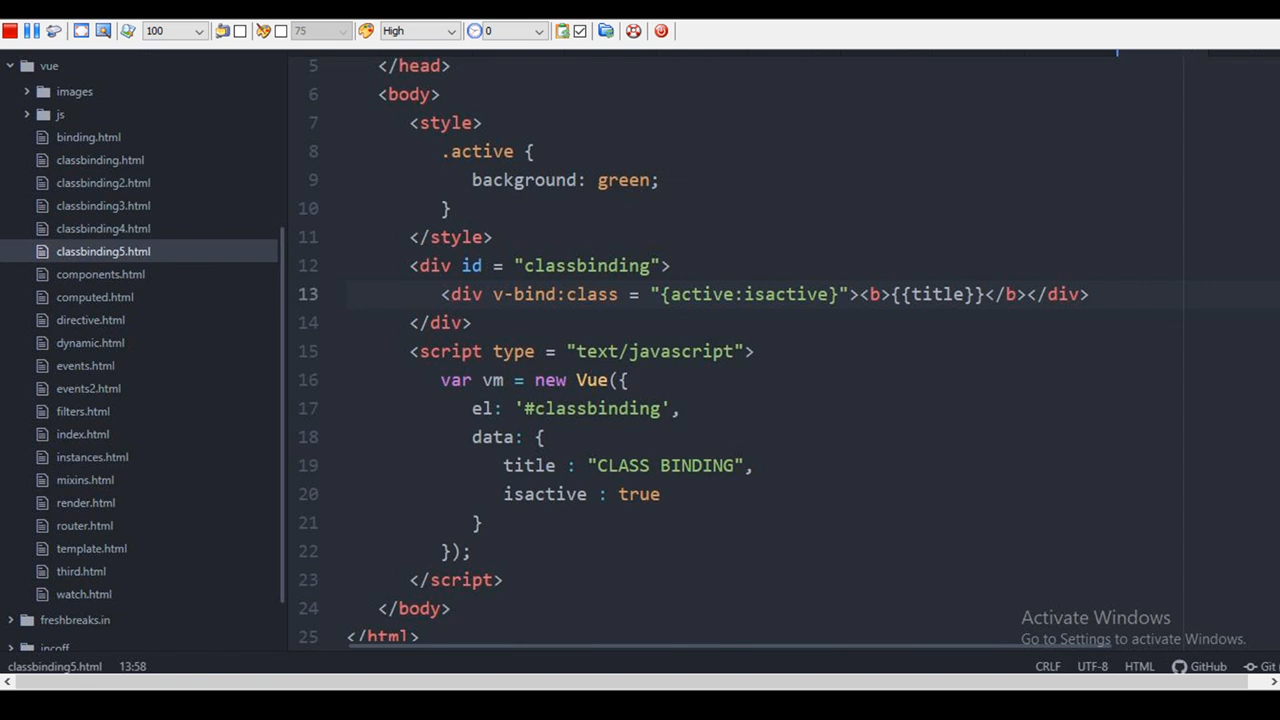 100 75 High 0
vue
images
js
binding.html
classbinding.html
classbinding2.html
classbinding3.html
classbinding4.html
classbinding5.html
components.html
computed.html
directive.html
dynamic.html
events.html
events2.html
filters.html
index.html
instances.html
mixins.html
render.html
router.html
template.html
third.html
watch.html
freshbreaks.in
incoff
5 </head>
6 <body>
7 <style>
8 .active {
9 background: green;
10 }
11 </style>
12 <div id = "classbinding">
13 <div v-bind:class = "{active:isactive}"><b>{{title}}</b></div>
14 </div>
15 <script type = "text/javascript">
16 var vm = new Vue({
17 el: '#classbinding',
18 data: {
19 title : "CLASS BINDING",
20 isactive : true
21 }
22 });
23 </script>
24 </body>
25 </html>
Activate Windows
Go to Settings to activate Windows.
classbinding5.html 13:58 CRLF UTF-8 HTML GitHub Git